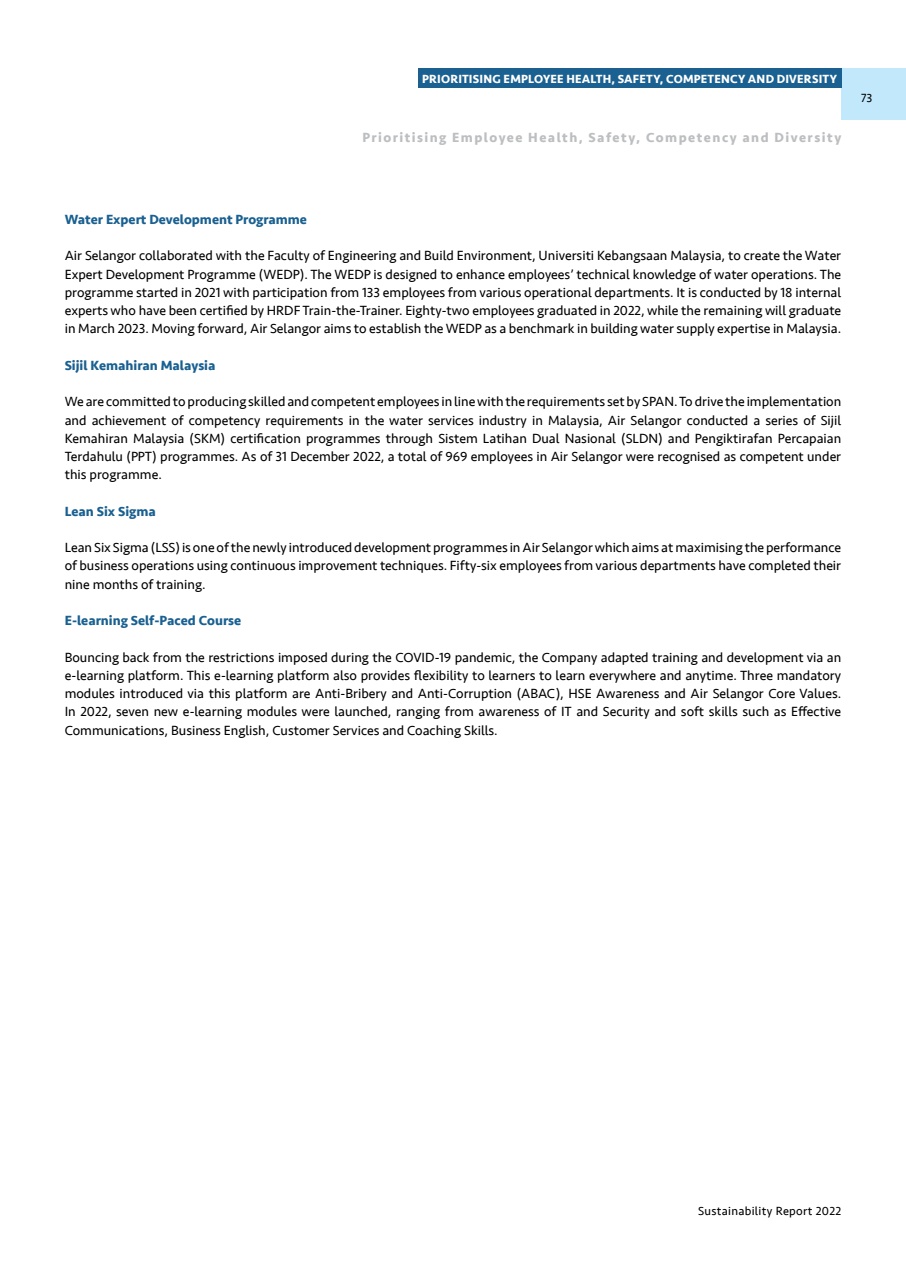 PRIORITISING EMPLOYEE HEALTH, SAFETY, COMPETENCY AND DIVERSITY
73
Prioritising Employee Health, Safety, Competency and Diversity
Water Expert Development Programme
Air Selangor collaborated with the Faculty of Engineering and Build Environment, Universiti Kebangsaan Malaysia, to create the Water
Expert Development Programme (WEDP). The WEDP is designed to enhance employees’ technical knowledge of water operations. The
programme started in 2021 with participation from 133 employees from various operational departments. It is conducted by 18 internal
experts who have been certified by HRDF Train-the-Trainer. Eighty-two employees graduated in 2022, while the remaining will graduate
in March 2023. Moving forward, Air Selangor aims to establish the WEDP as a benchmark in building water supply expertise in Malaysia.
Sijil Kemahiran Malaysia
We are committed to producing skilled and competent employees in line with the requirements set by SPAN. To drive the implementation
and achievement of competency requirements in the water services industry in Malaysia, Air Selangor conducted a series of Sijil
Kemahiran Malaysia (SKM) certification programmes through Sistem Latihan Dual Nasional (SLDN) and Pengiktirafan Percapaian
Terdahulu (PPT) programmes. As of 31 December 2022, a total of 969 employees in Air Selangor were recognised as competent under
this programme.
Lean Six Sigma
Lean Six Sigma (LSS) is one of the newly introduced development programmes in Air Selangor which aims at maximising the performance
of business operations using continuous improvement techniques. Fifty-six employees from various departments have completed their
nine months of training.
E-learning Self-Paced Course
Bouncing back from the restrictions imposed during the COVID-19 pandemic, the Company adapted training and development via an
e-learning platform. This e-learning platform also provides flexibility to learners to learn everywhere and anytime. Three mandatory
modules introduced via this platform are Anti-Bribery and Anti-Corruption (ABAC), HSE Awareness and Air Selangor Core Values.
In 2022, seven new e-learning modules were launched, ranging from awareness of IT and Security and soft skills such as Effective
Communications, Business English, Customer Services and Coaching Skills.
Sustainability Report 2022